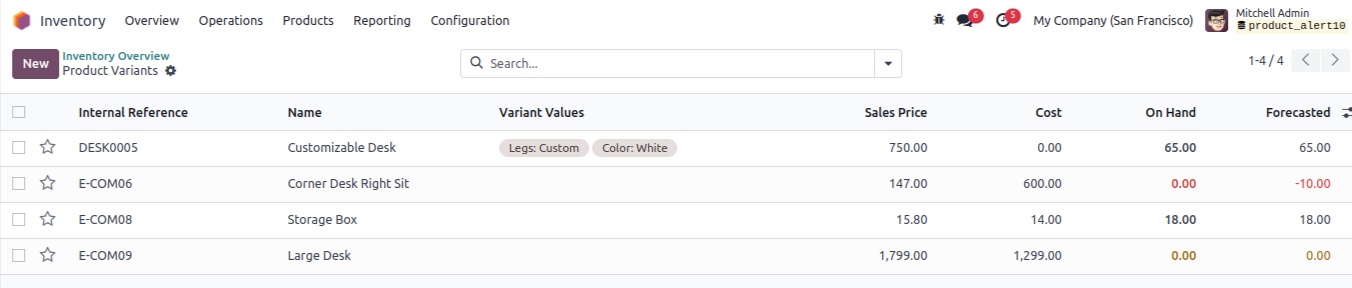 Inventory Overview Operations Products Reporting Configuration 6 5 My Company (San Francisco) Mitchell Admin
product_alert10
New Inventory Overview
Product Variants
Search...
1-4 / 4
Internal Reference Name Variant Values Sales Price Cost On Hand Forecasted
DESK0005 Customizable Desk Legs: Custom Color: White 750.00 0.00 65.00 65.00
E-COM06 Corner Desk Right Sit 147.00 600.00 0.00 -10.00
E-COM08 Storage Box 15.80 14.00 18.00 18.00
E-COM09 Large Desk 1,799.00 1,299.00 0.00 0.00